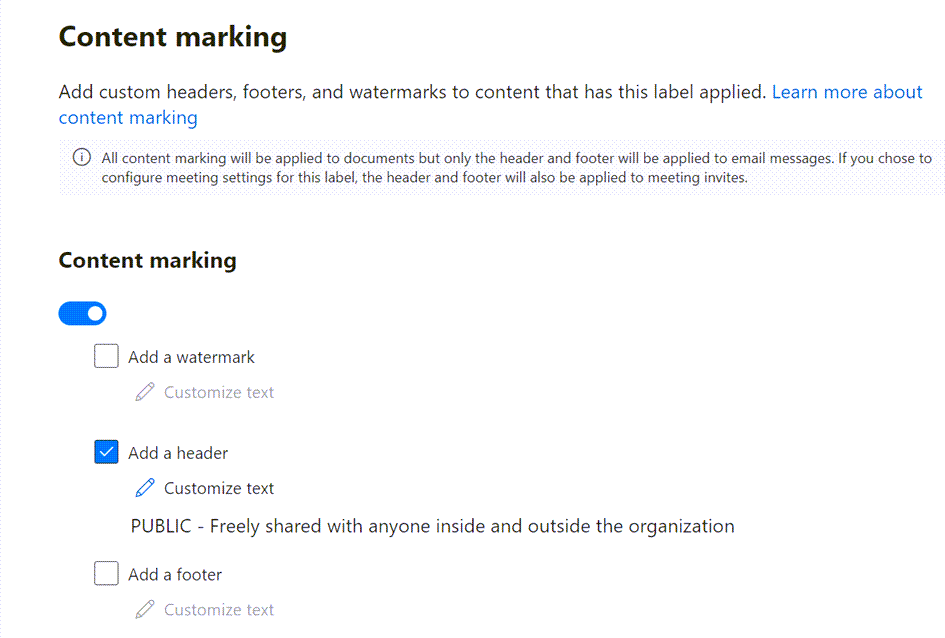 Content marking
Add custom headers, footers, and watermarks to content that has this label applied. Learn more about
content marking
All content marking will be applied to documents but only the header and footer will be applied to email messages. If you chose to
configure meeting settings for this label, the header and footer will also be applied to meeting invites.
Content marking
Add a watermark
Customize text
Add a header
Customize text
PUBLIC - Freely shared with anyone inside and outside the organization
Add a footer
Customize text